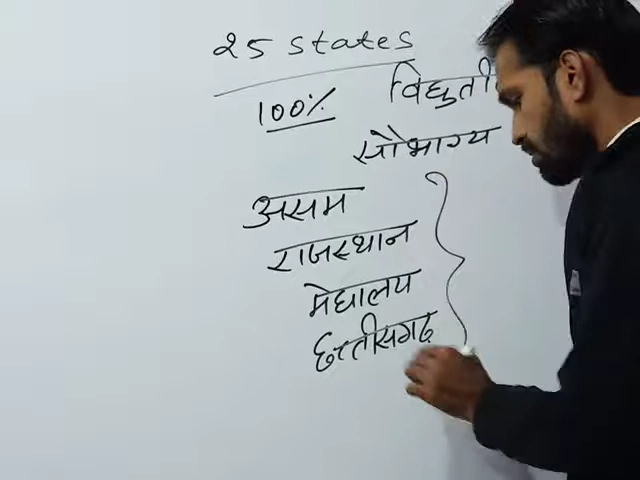 25 states
100% विद्युती
सौभाग्य
असम
राजस्थान
मेघालय
छत्तीसगढ़